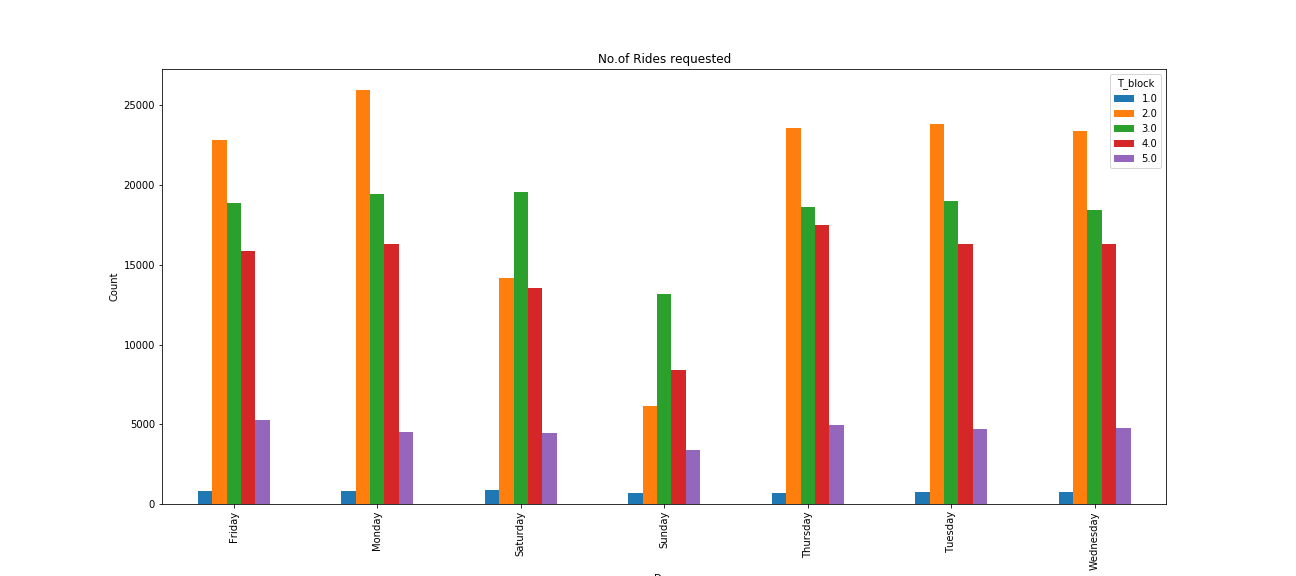 No.of Rides requested
T_block
1.0
2.0
3.0
4.0
5.0
25000
20000
15000
10000
5000
0
Count
Friday
Monday
Saturday
Sunday
Thursday
Tuesday
Wednesday